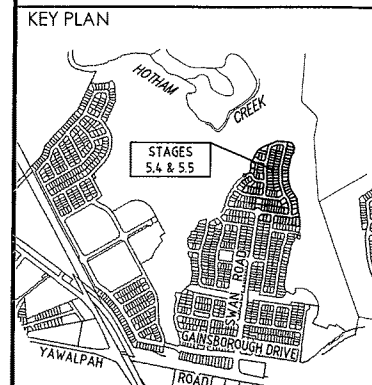 KEY PLAN
HOTHAM
CREEK
STAGES
5.4 & 5.5
SWAN ROAD
GAINSBOROUGH DRIVE
YAWALPAH
ROAD